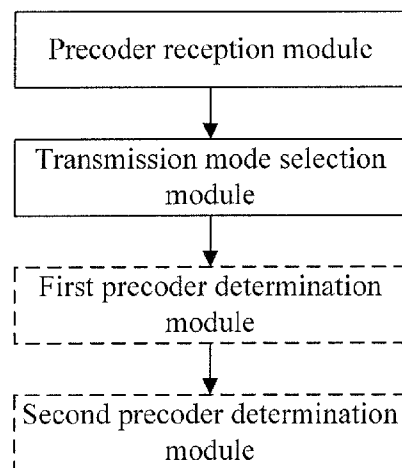 Precoder reception module
Transmission mode selection
module
First precoder determination
module
Second precoder determination
module